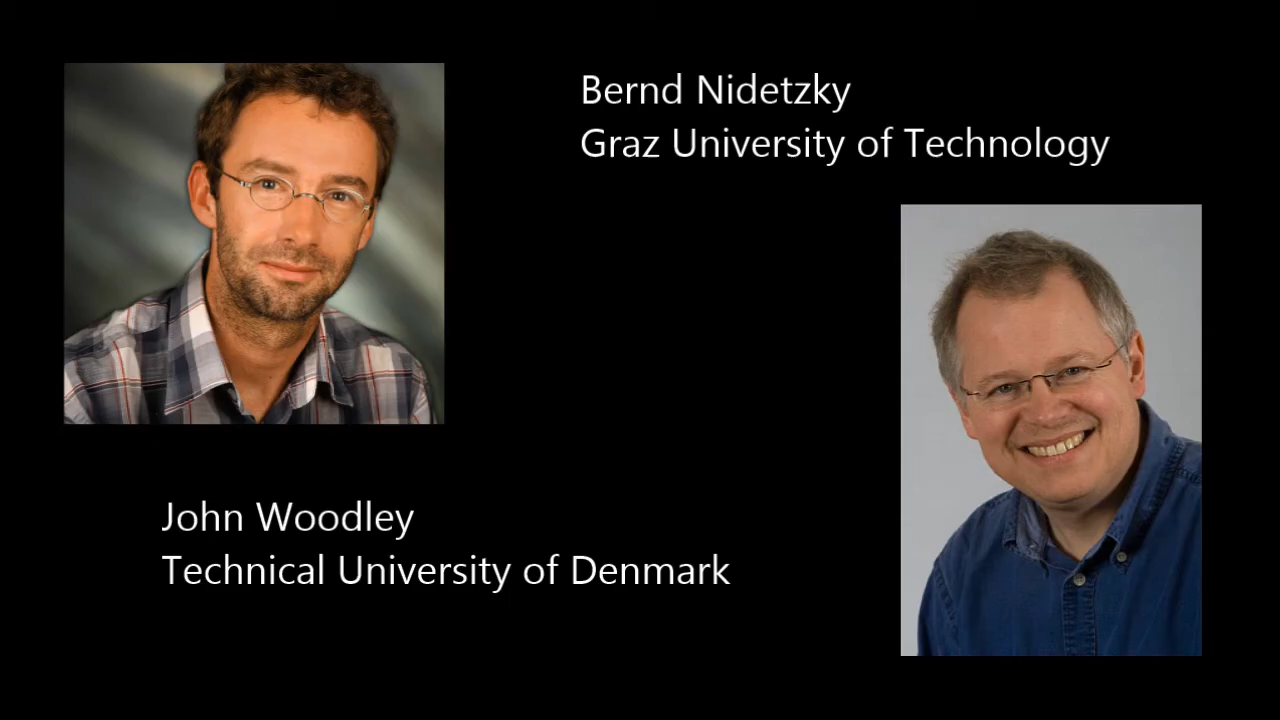 Bernd Nidetzky
Graz University of Technology
John Woodley
Technical University of Denmark